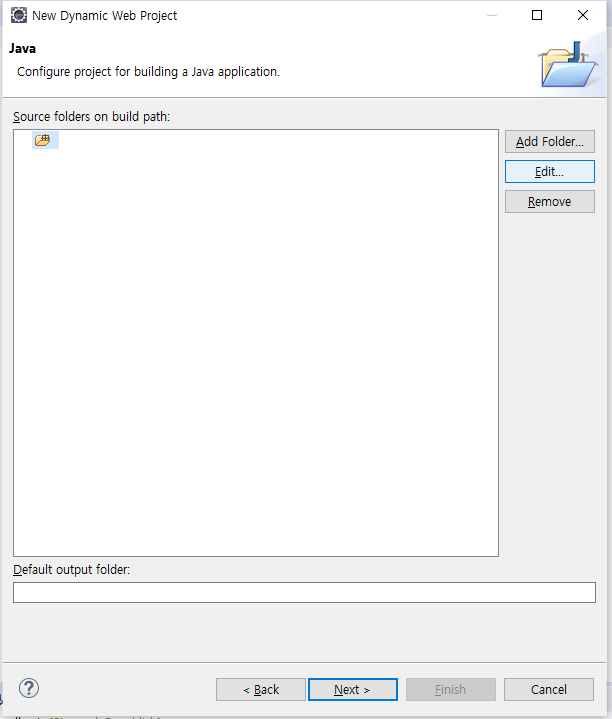 New Dynamic Web Project
Java
Configure project for building a Java application.
Source folders on build path:
Add Folder...
Edit...
Remove
Default output folder:
< Back
Next >
Finish
Cancel